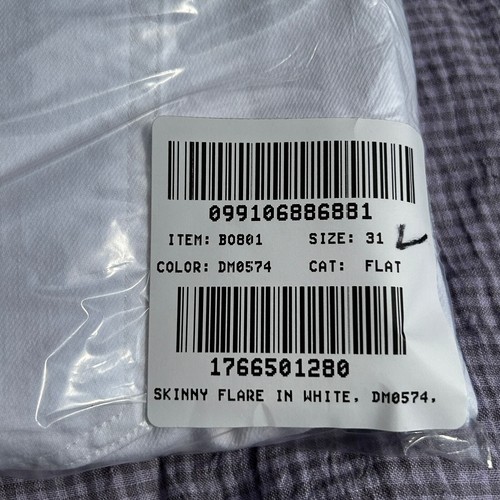 099106886881
ITEM: B0801 SIZE: 31 L
COLOR: DM0574 CAT: FLAT
1766501280
SKINNY FLARE IN WHITE. DM0574.